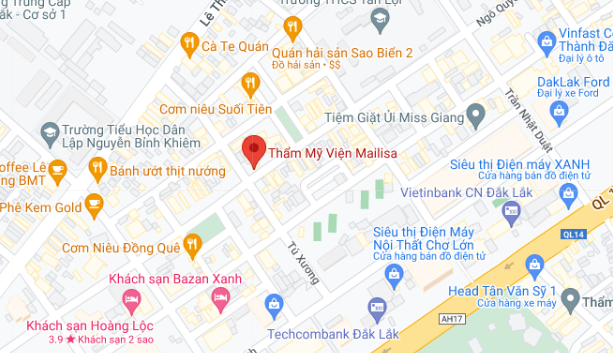 Trung Cấp
ắk - Cơ sở 1
Trường THCS Tân Lợi
Lê Th
Ngô Quy
Cà Te Quán
Quán hải sản Sao Biển 2
Đồ hải sản • $$
Vinfast C
Thành Đ
Đại lý ô tô
DakLak Ford
Đại lý xe Ford
Cơm niêu Suối Tiên
Tiệm Giặt Ủi Miss Giang
Trần Nhật Duật
Trường Tiểu Học Dân
Lập Nguyễn Bỉnh Khiêm
Thẩm Mỹ Viện Mailisa
offee Lê
ng BMT
Bánh ướt thịt nướng
Siêu thị Điện máy XANH
Cửa hàng bán đồ điện tử
Vietinbank CN Đắk Lắk
QL 1
Phê Kem Gold
Siêu thị Điện Máy
Nội Thất Chợ Lớn
Cửa hàng bán đồ điện tử
QL14
Cơm Niêu Đồng Quê
Tú Xương
Khách sạn Bazan Xanh
Head Tân Văn Sỹ 1
Cửa hàng xe máy
Thẩm
Khách sạn Hoàng Lộc
3.9 ★ Khách sạn 2 sao
AH17
Techcombank Đắk Lắk